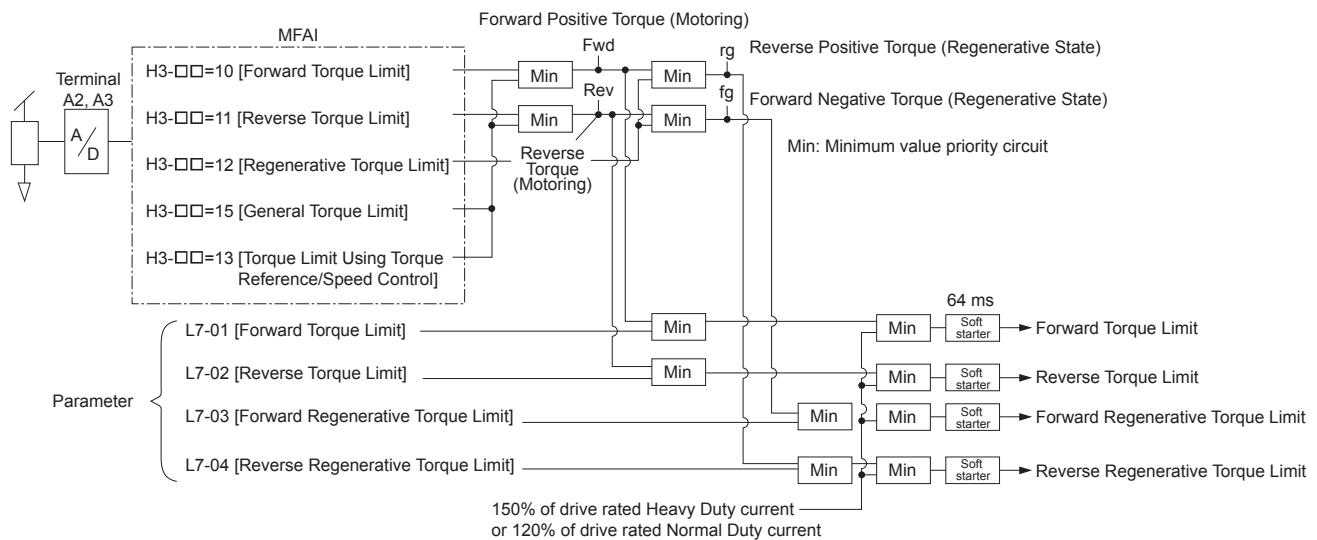 Forward Positive Torque (Motoring)
MFAI
Fwd
rg
Reverse Positive Torque (Regenerative State)
H3-□□=10 [Forward Torque Limit]
Min
Min
Terminal
A2, A3
Rev
fg
Forward Negative Torque (Regenerative State)
A/D
H3-□□=11 [Reverse Torque Limit]
Min
Min
Min: Minimum value priority circuit
H3-□□=12 [Regenerative Torque Limit]
Reverse
Torque
(Motoring)
H3-□□=15 [General Torque Limit]
H3-□□=13 [Torque Limit Using Torque
Reference/Speed Control]
64 ms
L7-01 [Forward Torque Limit]
Min
Min
Soft
starter
Forward Torque Limit
L7-02 [Reverse Torque Limit]
Min
Min
Soft
starter
Reverse Torque Limit
Parameter
L7-03 [Forward Regenerative Torque Limit]
Min
Min
Soft
starter
Forward Regenerative Torque Limit
L7-04 [Reverse Regenerative Torque Limit]
Min
Min
Soft
starter
Reverse Regenerative Torque Limit
150% of drive rated Heavy Duty current
or 120% of drive rated Normal Duty current